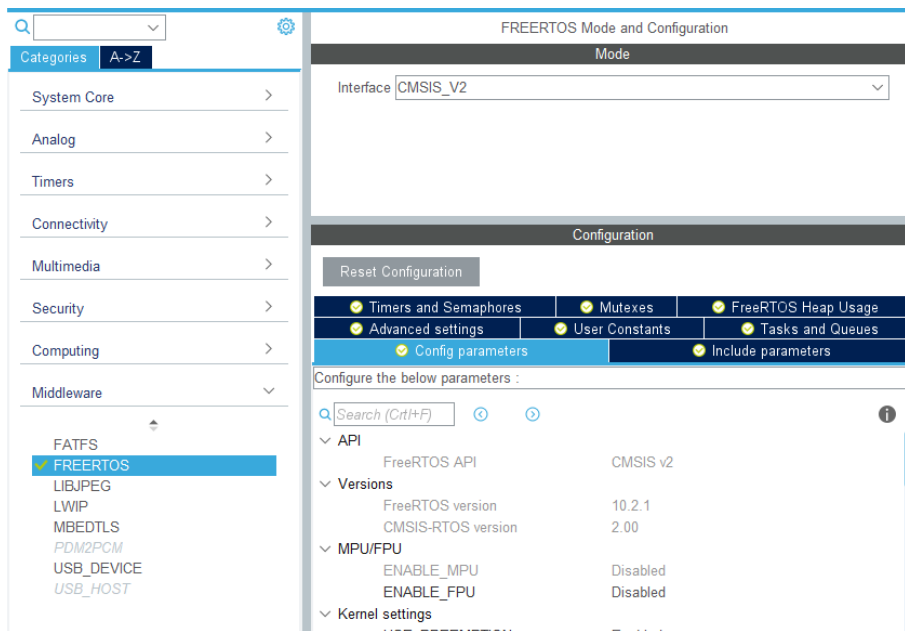 Categories
A->Z
System Core
Analog
Timers
Connectivity
Multimedia
Security
Computing
Middleware
FATFS
FREERTOS
LIBJPEG
LWIP
MBEDTLS
PDM2PCM
USB_DEVICE
USB_HOST
FREERTOS Mode and Configuration
Mode
Interface CMSIS_V2
Configuration
Reset Configuration
Timers and Semaphores Mutexes FreeRTOS Heap Usage
Advanced settings User Constants Tasks and Queues
Config parameters Include parameters
Configure the below parameters :
Search (Crtl+F)
API
FreeRTOS API CMSIS v2
Versions
FreeRTOS version 10.2.1
CMSIS-RTOS version 2.00
MPU/FPU
ENABLE_MPU Disabled
ENABLE_FPU Disabled
Kernel settings